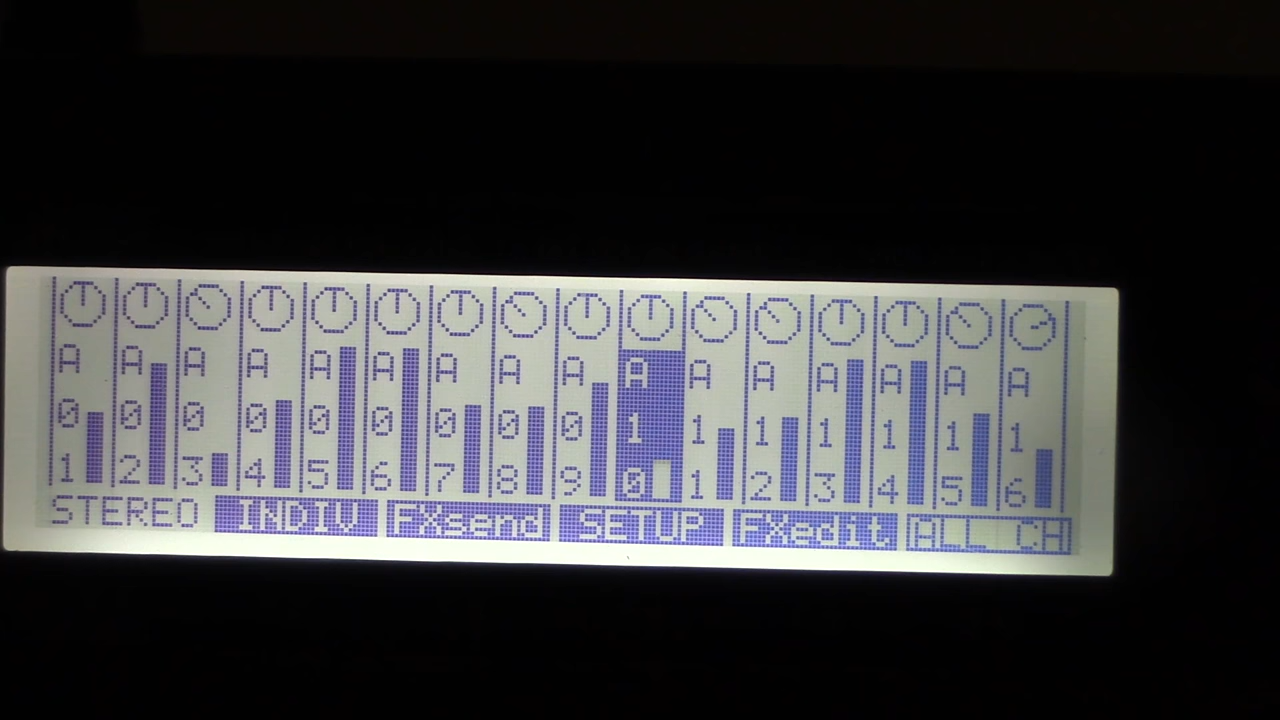 A A A A A A A A A A A A A A A A
0 0 0 0 0 0 0 0 0 1 1 1 1 1 1 1
1 2 3 4 5 6 7 8 9 0 1 2 3 4 5 6
STEREO INDIV FXsend SETUP FXedit ALL CH